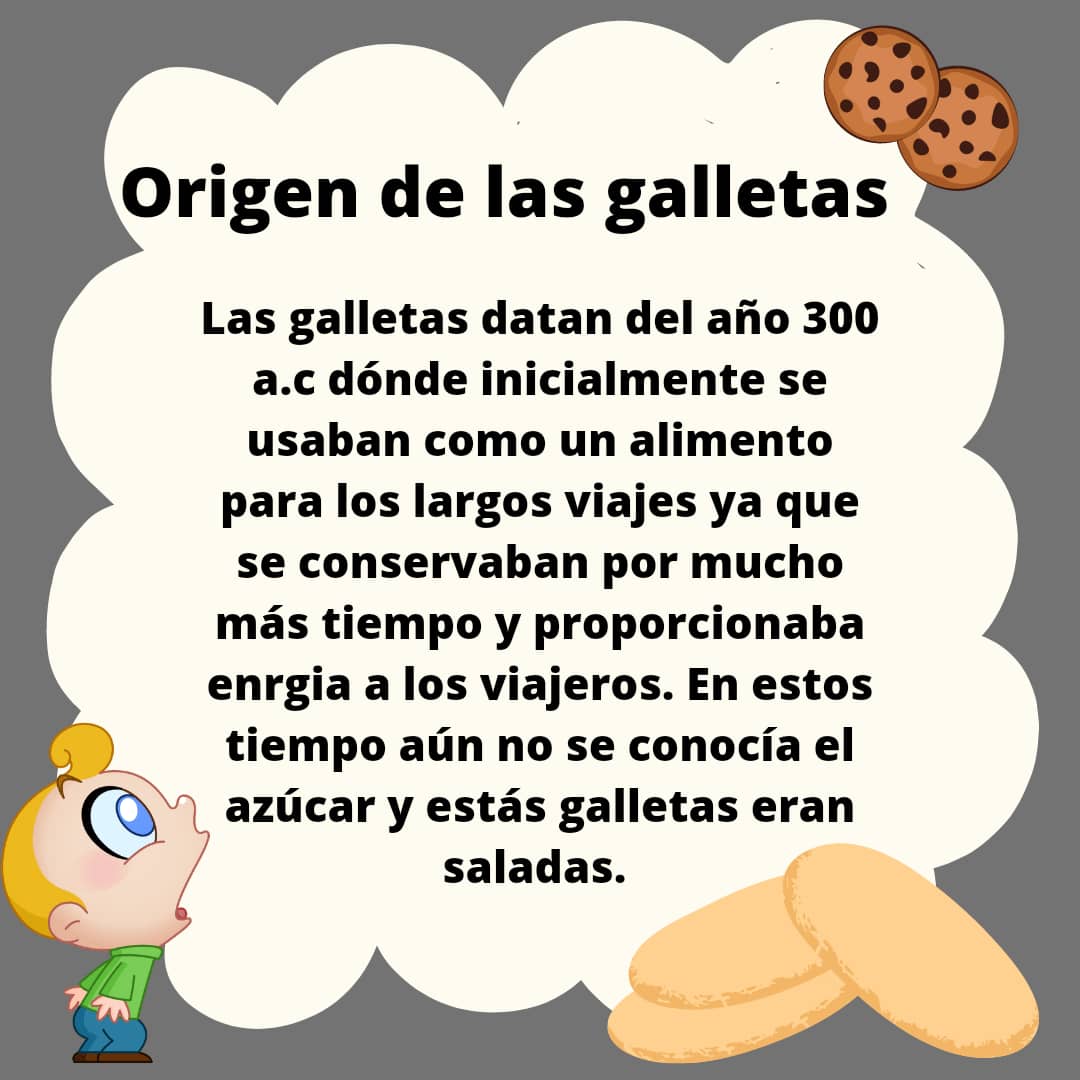 Origen de las galletas
Las galletas datan del año 300
a.c dónde inicialmente se
usaban como un alimento
para los largos viajes ya que
se conservaban por mucho
más tiempo y proporcionaba
enrgia a los viajeros. En estos
tiempo aún no se conocía el
azúcar y estás galletas eran
saladas.